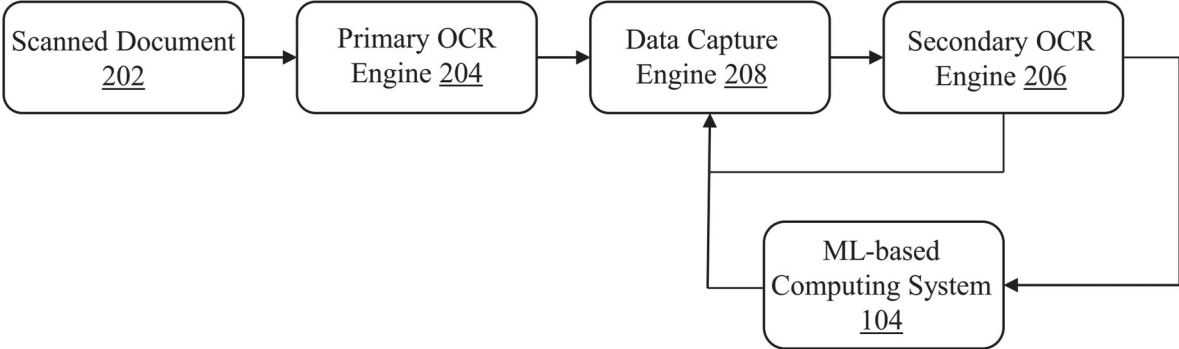 Scanned Document
202
Primary OCR
Engine 204
Data Capture
Engine 208
Secondary OCR
Engine 206
ML-based
Computing System
104